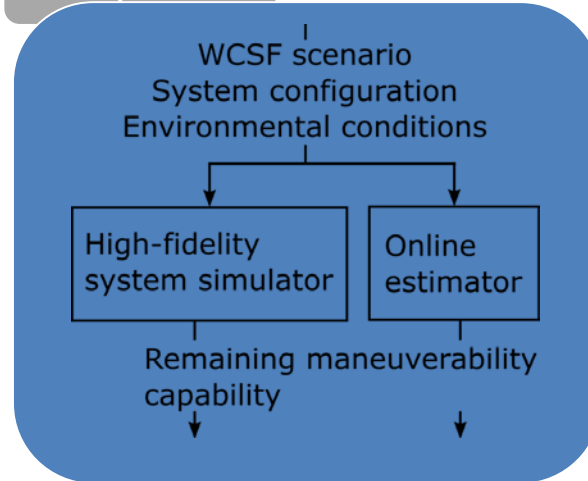 WCSF scenario
System configuration
Environmental conditions
High-fidelity
system simulator
Online
estimator
Remaining maneuverability
capability